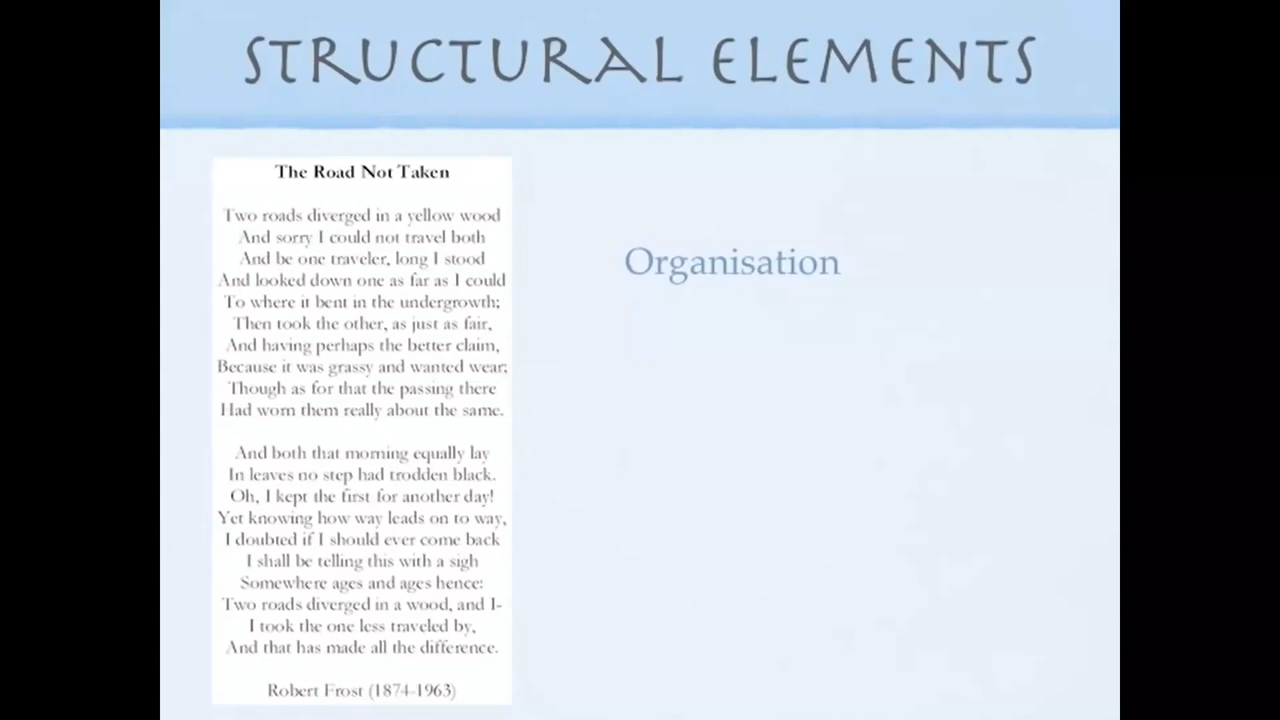 STRUCTURAL ELEMENTS
The Road Not Taken
Two roads diverged in a yellow wood
And sorry I could not travel both
And be one traveler, long I stood
And looked down one as far as I could
To where it bent in the undergrowth;
Then took the other, as just as fair,
And having perhaps the better claim,
Because it was grassy and wanted wear;
Though as for that the passing there
Had worn them really about the same.
And both that morning equally lay
In leaves no step had trodden black.
Oh, I kept the first for another day!
Yet knowing how way leads on to way,
I doubted if I should ever come back
I shall be telling this with a sigh
Somewhere ages and ages hence:
Two roads diverged in a wood, and I-
I took the one less traveled by,
And that has made all the difference.
Robert Frost (1874-1963)
Organisation